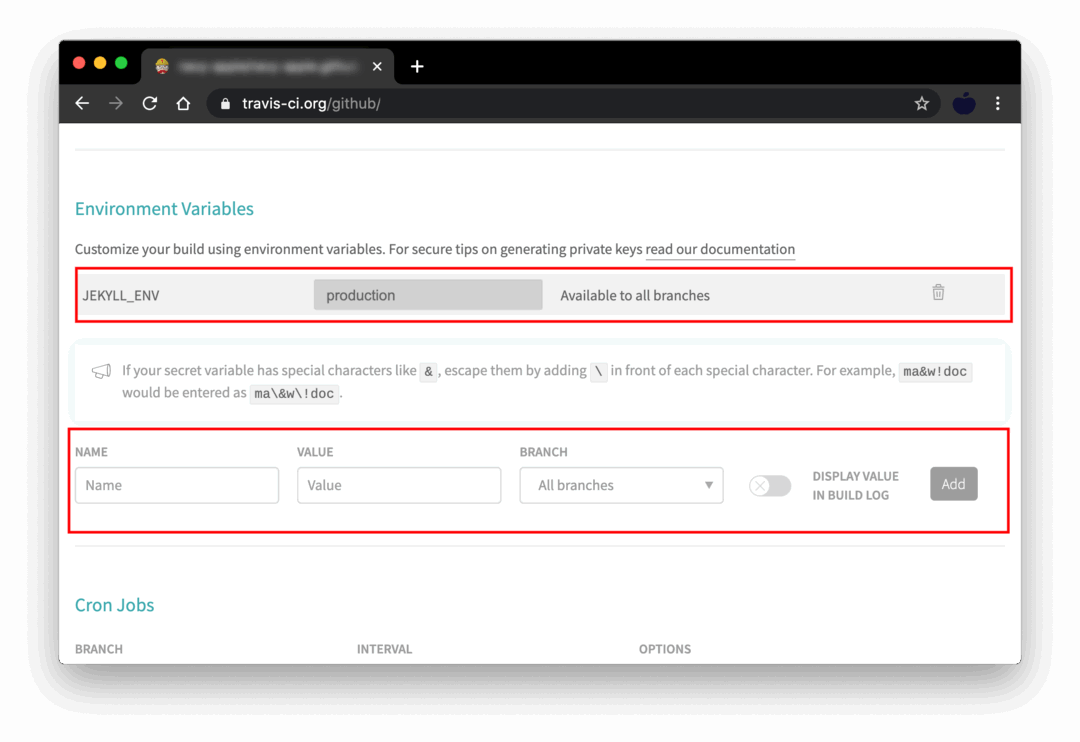 travis-ci.org/github/
Environment Variables
Customize your build using environment variables. For secure tips on generating private keys read our documentation
JEKYLL_ENV production Available to all branches
If your secret variable has special characters like &, escape them by adding \ in front of each special character. For example, ma&w!doc
would be entered as ma\&w\!doc.
NAME VALUE BRANCH
Name Value All branches DISPLAY VALUE IN BUILD LOG Add
Cron Jobs
BRANCH INTERVAL OPTIONS